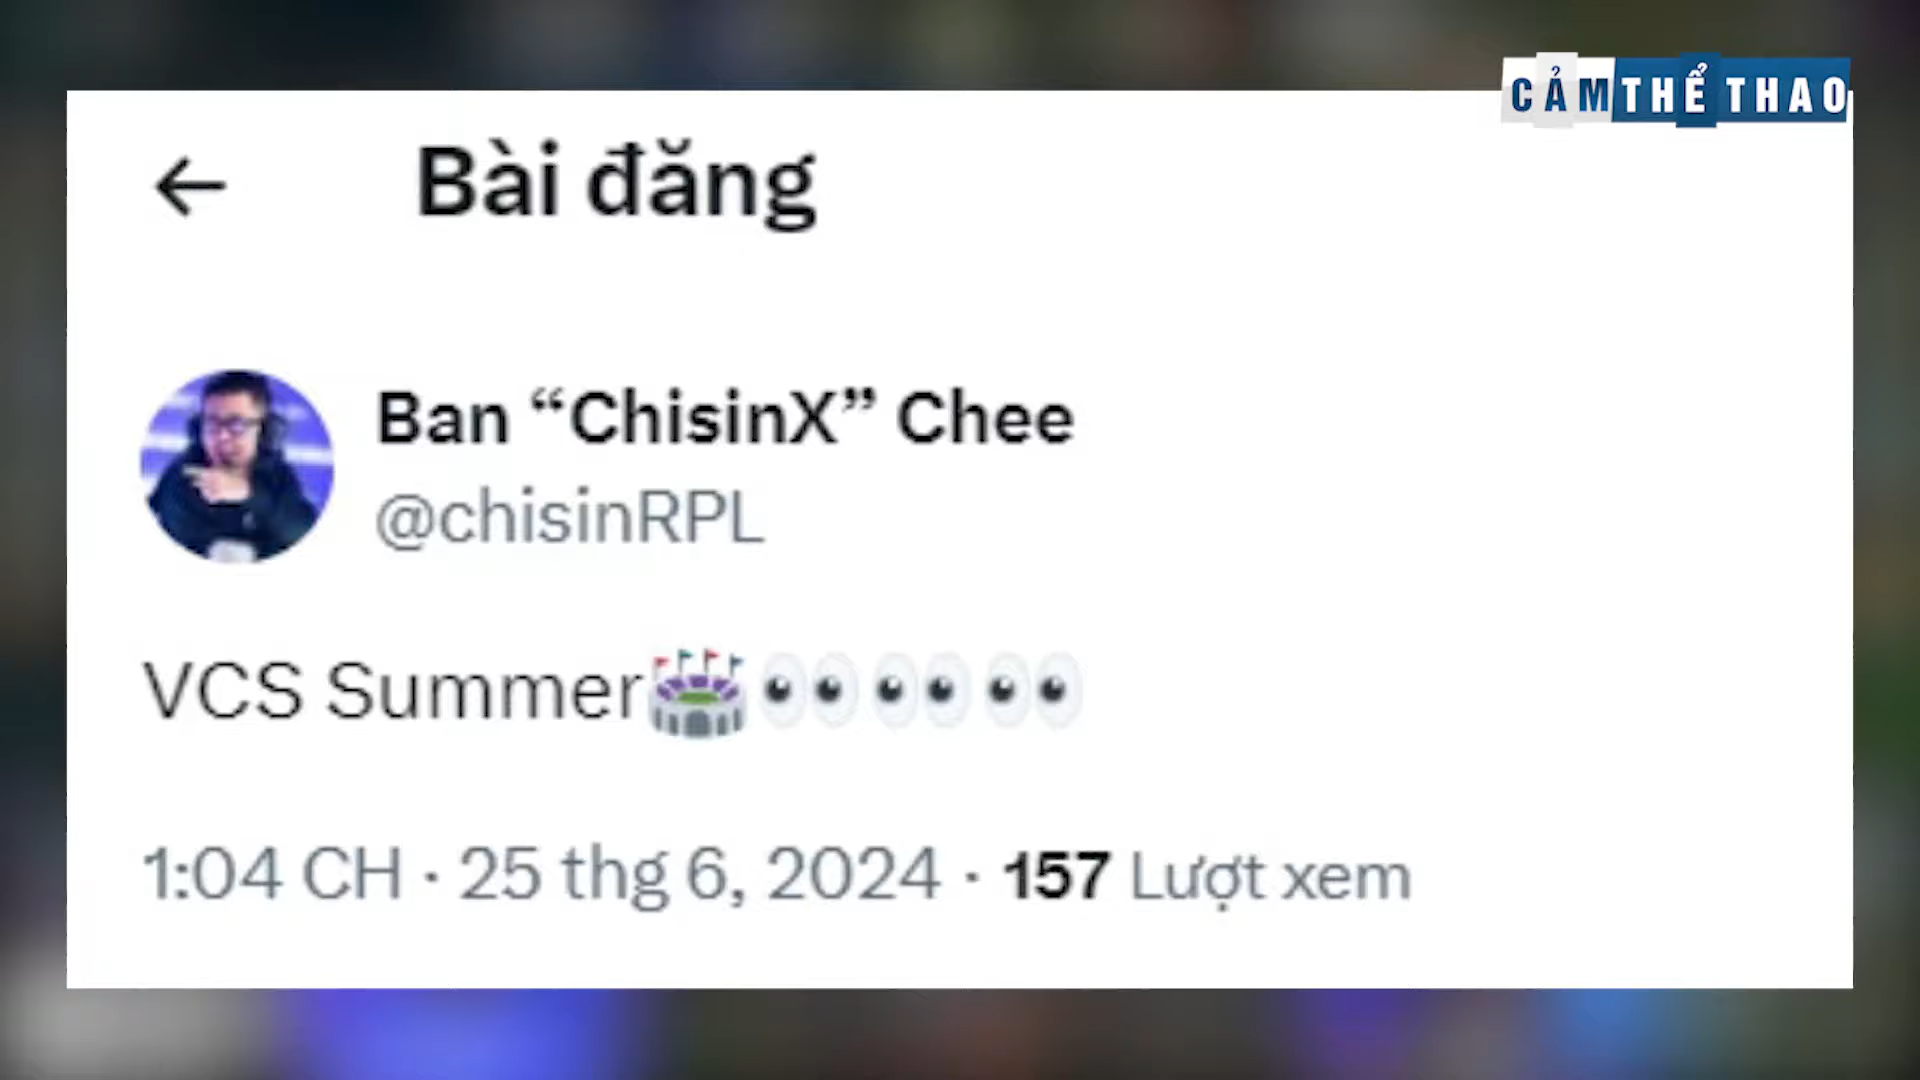 CẢM THỂ THAO
Bài đăng
Ban “ChisinX” Chee
@chisinRPL
VCS Summer🏟️👀👀👀
1:04 CH · 25 thg 6, 2024 · 157 Lượt xem